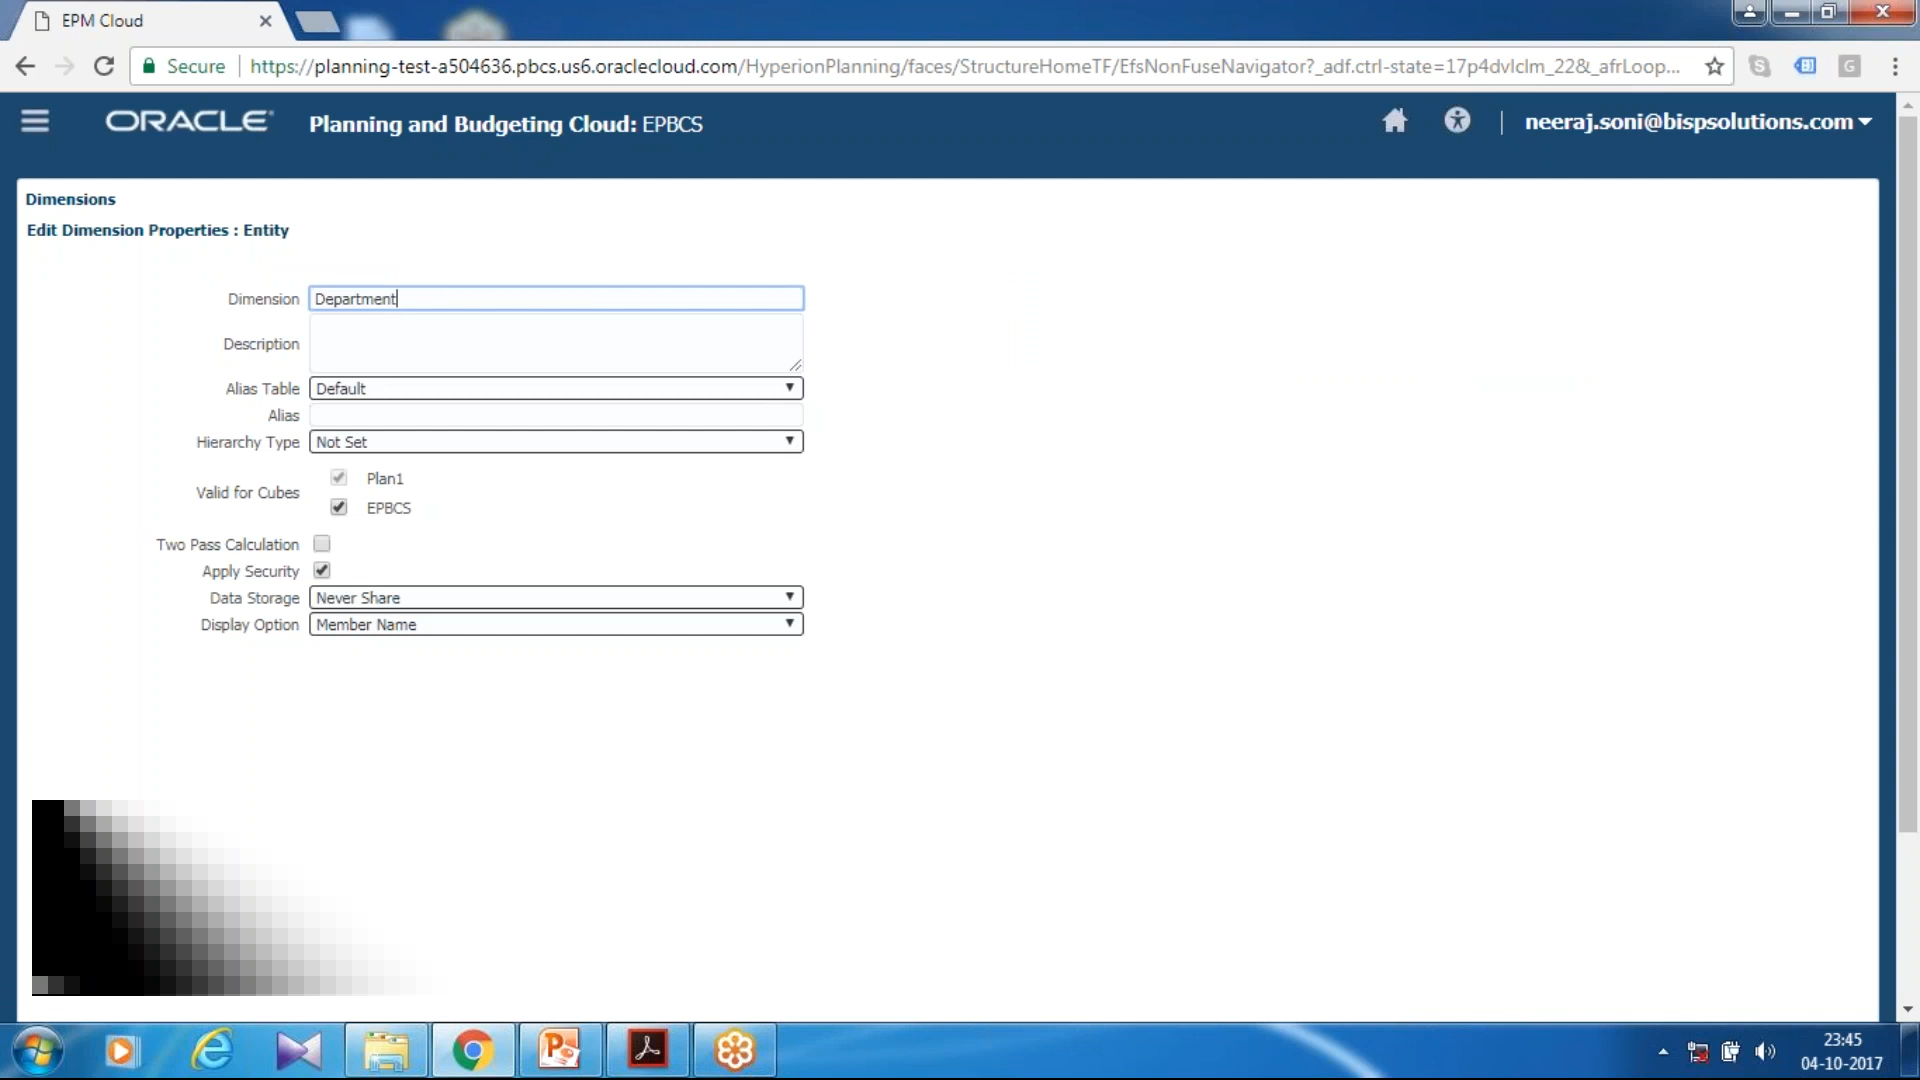 EPM Cloud
Secure | https://planning-test-a504636.pbcs.us6.oraclecloud.com/HyperionPlanning/faces/StructureHomeTF/EfsNonFuseNavigator?_adf.ctrl-state=17p4dvlclm_22&_afrLoop...
ORACLE Planning and Budgeting Cloud: EPBCS
neeraj.soni@bispsolutions.com
Dimensions
Edit Dimension Properties : Entity
Dimension Department
Description
Alias Table Default
Alias
Hierarchy Type Not Set
Valid for Cubes
Plan1
EPBCS
Two Pass Calculation
Apply Security
Data Storage Never Share
Display Option Member Name
23:45
04-10-2017